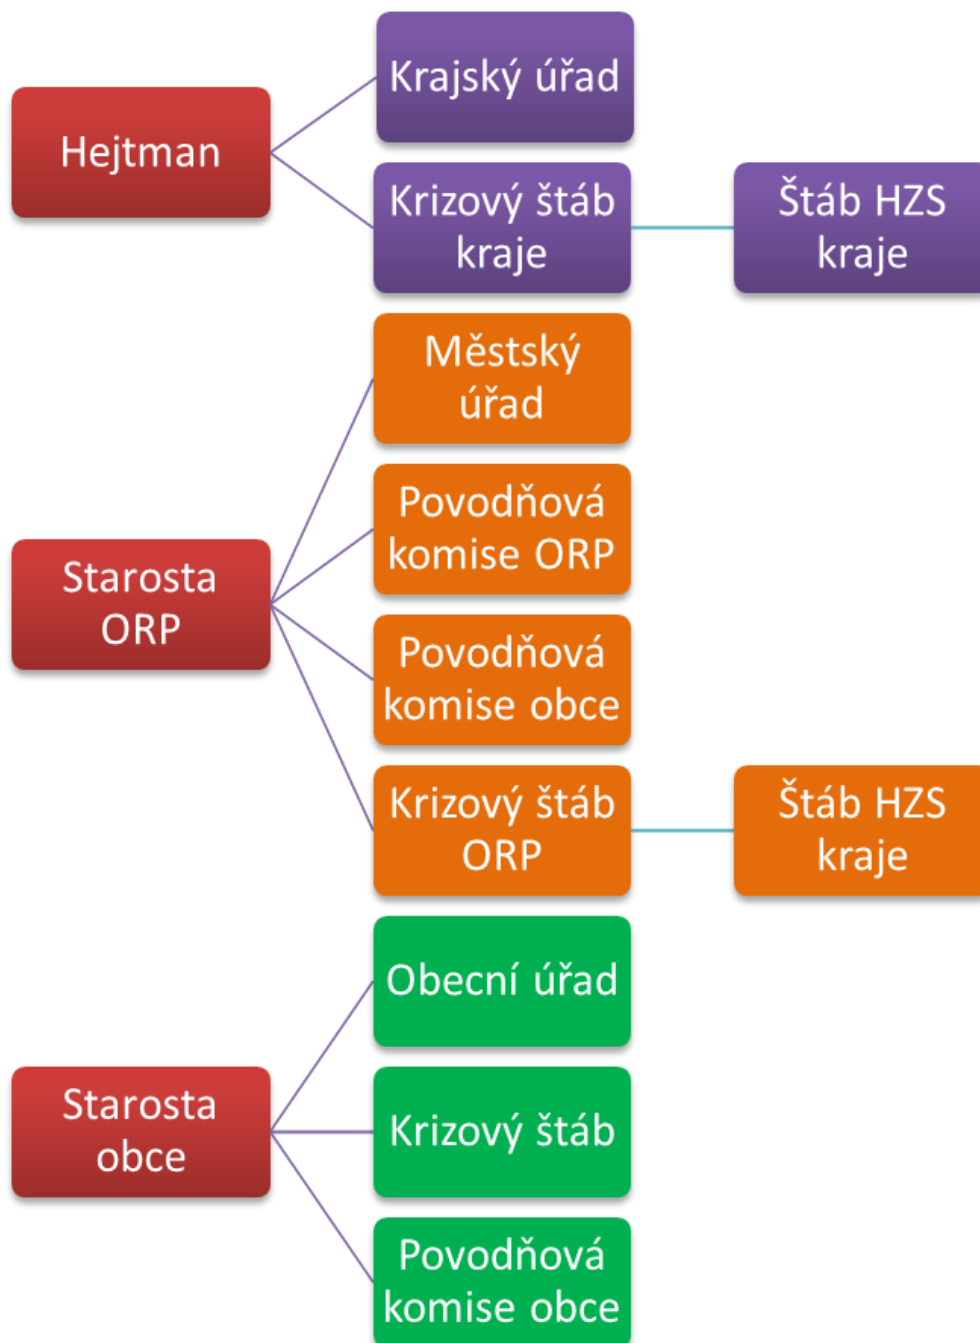 Hejtman
Krajský úřad
Krizový štáb
kraje
Štáb HZS
kraje
Starosta
ORP
Městský
úřad
Povodňová
komise ORP
Povodňová
komise obce
Krizový štáb
ORP
Štáb HZS
kraje
Starosta
obce
Obecní úřad
Krizový štáb
Povodňová
komise obce